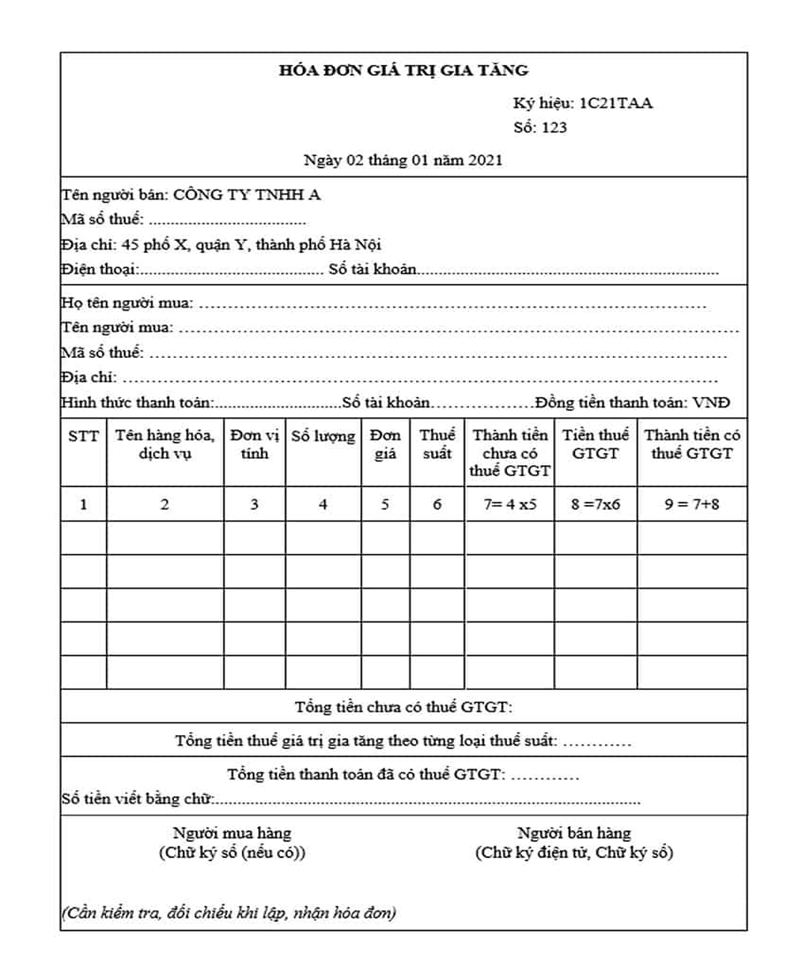 HÓA ĐƠN GIÁ TRỊ GIA TĂNG
Ký hiệu: 1C21TAA
Số: 123
Ngày 02 tháng 01 năm 2021
Tên người bán: CÔNG TY TNHH A
Mã số thuế: ...................................
Địa chỉ: 45 phố X, quận Y, thành phố Hà Nội
Điện thoại:......................................... Số tài khoản...................................................................
Họ tên người mua: ………………………………………………………………………
Tên người mua: ………………………………………………………………………………
Mã số thuế: …………………………………………………………………………………
Địa chỉ: ……………………………………………………………………………………
Hình thức thanh toán:............................Số tài khoản………………Đồng tiền thanh toán: VNĐ
STT Tên hàng hóa, dịch vụ Đơn vị tính Số lượng Đơn giá Thuế suất Thành tiền chưa có thuế GTGT Tiền thuế GTGT Thành tiền có thuế GTGT
1 2 3 4 5 6 7= 4 x5 8 =7x6 9 = 7+8
Tổng tiền chưa có thuế GTGT:
Tổng tiền thuế giá trị gia tăng theo từng loại thuế suất: …………
Tổng tiền thanh toán đã có thuế GTGT: …………
Số tiền viết bằng chữ:...............................................................................................
Người mua hàng Người bán hàng
(Chữ ký số (nếu có)) (Chữ ký điện tử, Chữ ký số)
(Cần kiểm tra, đối chiếu khi lập, nhận hóa đơn)